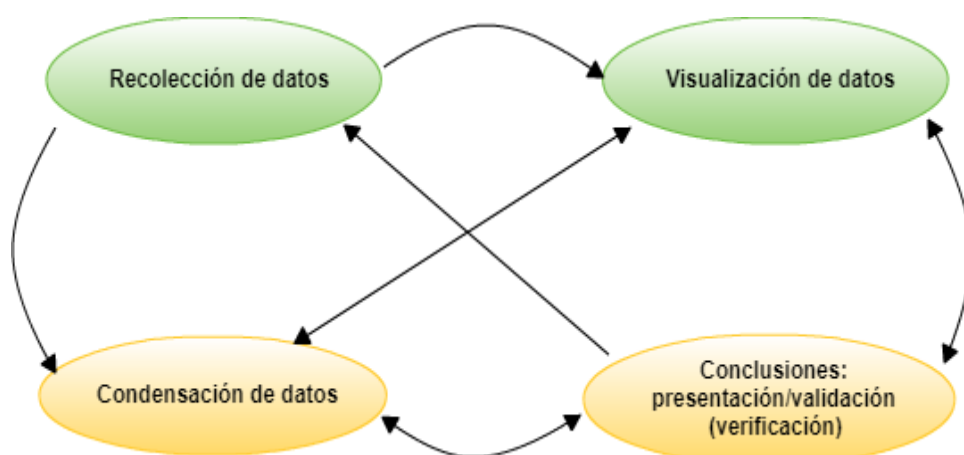 Recolección de datos
Visualización de datos
Condensación de datos
Conclusiones:
presentación/validación
(verificación)